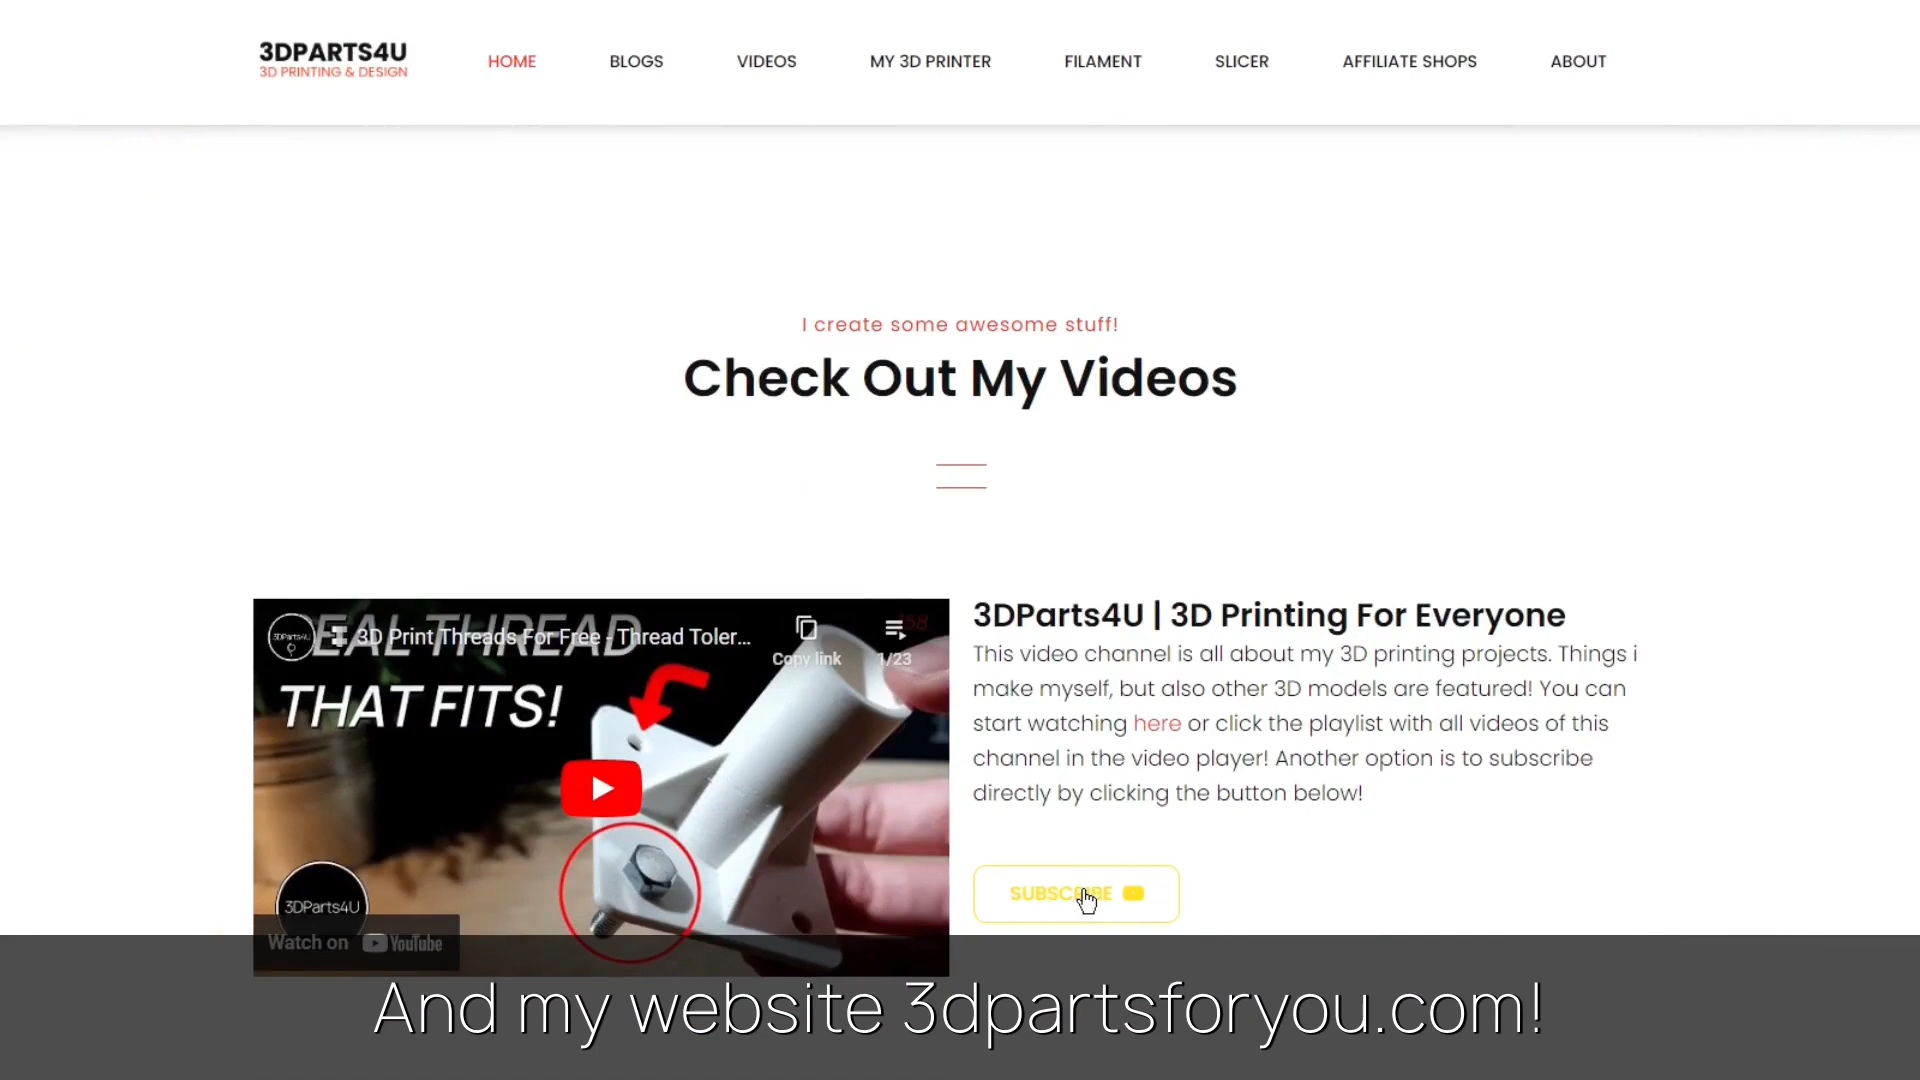 3DPARTS4U
3D PRINTING & DESIGN
HOME
BLOGS
VIDEOS
MY 3D PRINTER
FILAMENT
SLICER
AFFILIATE SHOPS
ABOUT
I create some awesome stuff!
Check Out My Videos
3DParts4U
3D Print Threads For Free - Thread Toler...
Copy link
1/23
THREAD
THAT FITS!
3DParts4U
Watch on YouTube
3DParts4U | 3D Printing For Everyone
This video channel is all about my 3D printing projects. Things i
make myself, but also other 3D models are featured! You can
start watching here or click the playlist with all videos of this
channel in the video player! Another option is to subscribe
directly by clicking the button below!
SUBSCRIBE
And my website 3dpartsforyou.com!